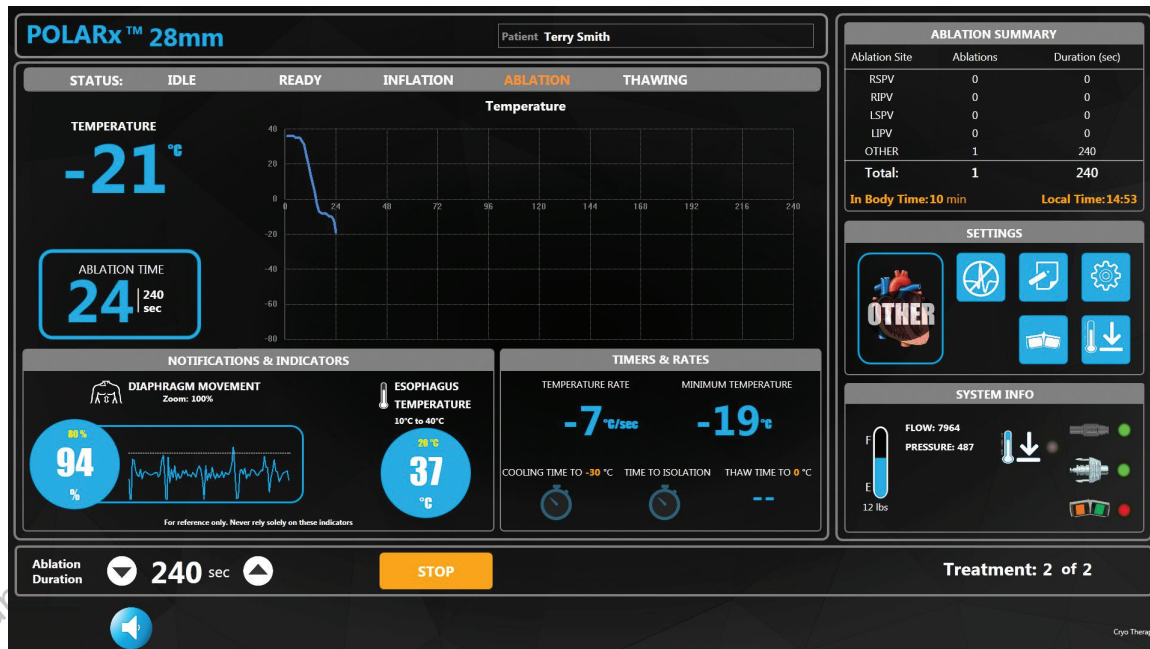 POLARx™ 28mm
Patient Terry Smith
STATUS: IDLE READY INFLATION ABLATION THAWING
TEMPERATURE
-21 °C
ABLATION TIME
24 240 sec
Temperature
40
20
0
-20
-40
-60
-80
0 24 48 72 96 120 144 168 192 216 240
NOTIFICATIONS & INDICATORS
DIAPHRAGM MOVEMENT
Zoom: 100%
80 %
94
%
ESOPHAGUS
TEMPERATURE
10°C to 40°C
20 °C
37
°C
For reference only. Never rely solely on these indicators
TIMERS & RATES
TEMPERATURE RATE MINIMUM TEMPERATURE
-7 °C/sec -19 °C
COOLING TIME TO -30 °C TIME TO ISOLATION THAW TIME TO 0 °C
--
ABLATION SUMMARY
Ablation Site Ablations Duration (sec)
RSPV 0 0
RIPV 0 0
LSPV 0 0
LIPV 0 0
OTHER 1 240
Total: 1 240
In Body Time:10 min Local Time:14:53
SETTINGS
OTHER
SYSTEM INFO
F
E
12 lbs
FLOW: 7964
PRESSURE: 487
Ablation
Duration
240 sec
STOP
Treatment: 2 of 2
Cryo